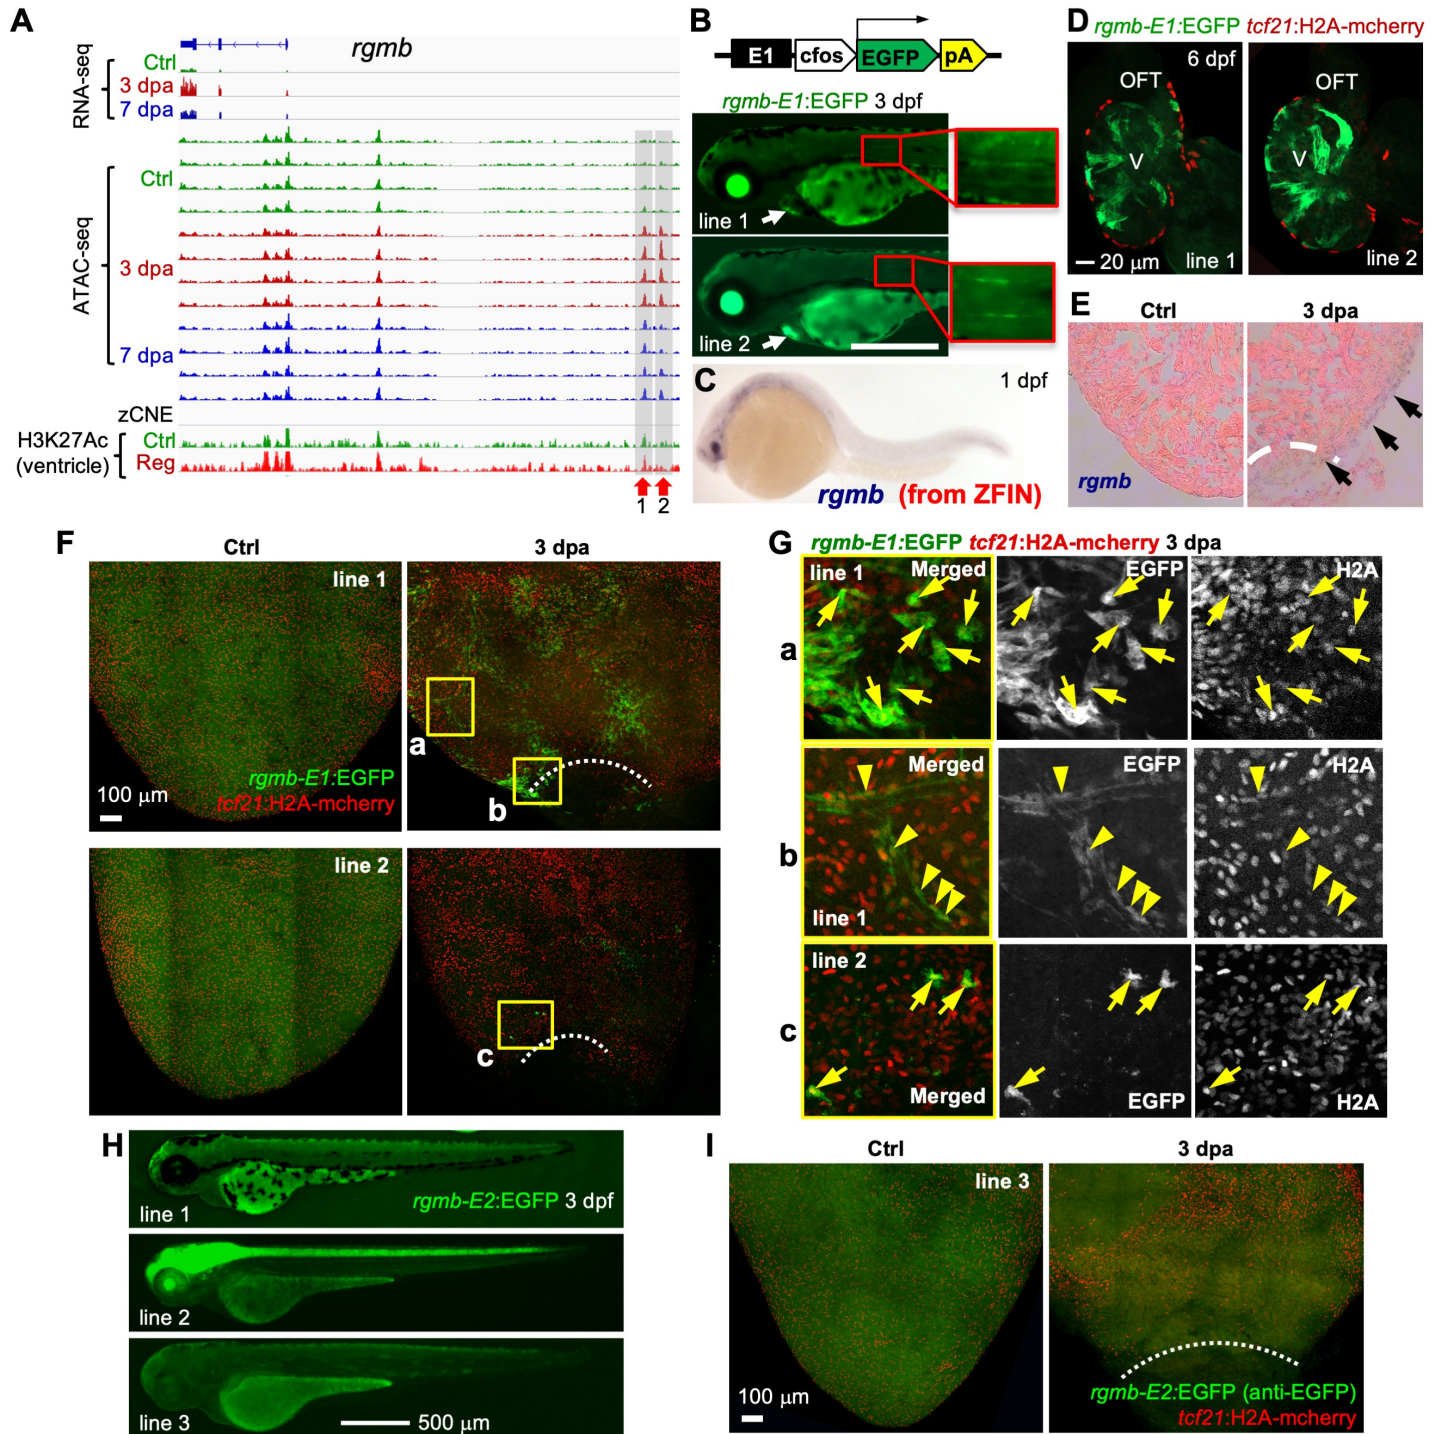 A
rgmb
RNA-seq
Ctrl
3 dpa
7 dpa
ATAC-seq
Ctrl
3 dpa
7 dpa
zCNE
H3K27Ac
(ventricle)
Ctrl
Reg
1 2
B
E1 cfos EGFP pA
rgmb-E1:EGFP 3 dpf
line 1
line 2
C
1 dpf
rgmb (from ZFIN)
D
rgmb-E1:EGFP tcf21:H2A-mcherry
6 dpf
OFT
V
20 μm line 1
OFT
V
line 2
E
Ctrl 3 dpa
rgmb
F
Ctrl 3 dpa
line 1
rgmb-E1:EGFP
tcf21:H2A-mcherry
100 μm
a
b
line 2
c
G
rgmb-E1:EGFP tcf21:H2A-mcherry 3 dpa
a
line 1 Merged EGFP H2A
b
Merged EGFP H2A
line 1
c
line 2
Merged EGFP H2A
H
rgmb-E2:EGFP 3 dpf
line 1
line 2
line 3
500 μm
I
Ctrl 3 dpa
line 3
100 μm
rgmb-E2:EGFP (anti-EGFP)
tcf21:H2A-mcherry